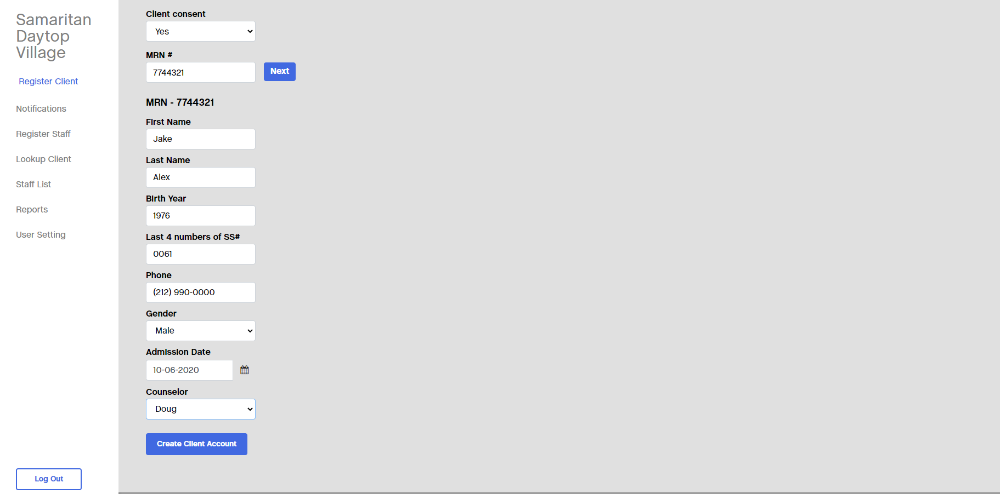 Samaritan
Daytop
Village
Register Client
Notifications
Register Staff
Lookup Client
Staff List
Reports
User Setting
Log Out
Client consent
Yes
MRN #
7744321
Next
MRN - 7744321
First Name
Jake
Last Name
Alex
Birth Year
1976
Last 4 numbers of SS#
0061
Phone
(212) 990-0000
Gender
Male
Admission Date
10-06-2020
Counselor
Doug
Create Client Account